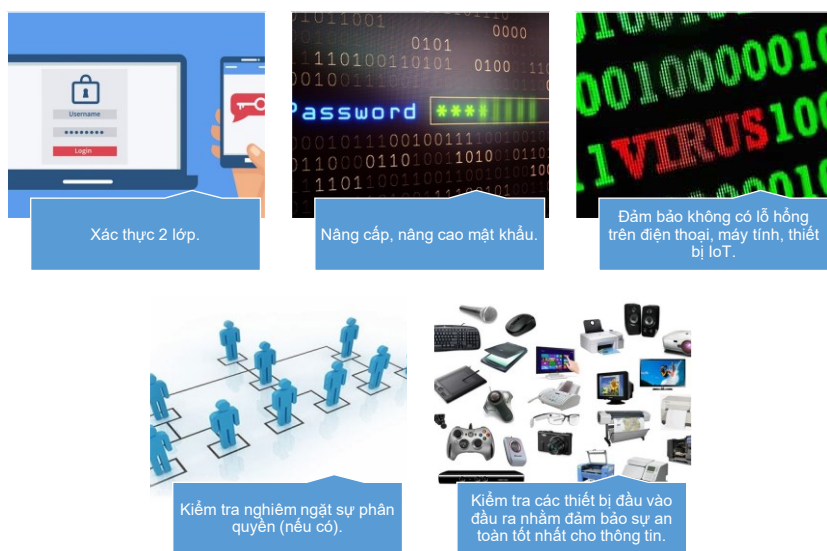 Username
Login
01011001
0000
0101
1110100110101
0100
Password ****
VIRUS
Xác thực 2 lớp.
Nâng cấp, nâng cao mật khẩu.
Đảm bảo không có lỗ hổng
trên điện thoại, máy tính, thiết
bị IoT.
Kiểm tra nghiêm ngặt sự phân
quyền (nếu có).
Kiểm tra các thiết bị đầu vào
đầu ra nhằm đảm bảo sự an
toàn tốt nhất cho thông tin.